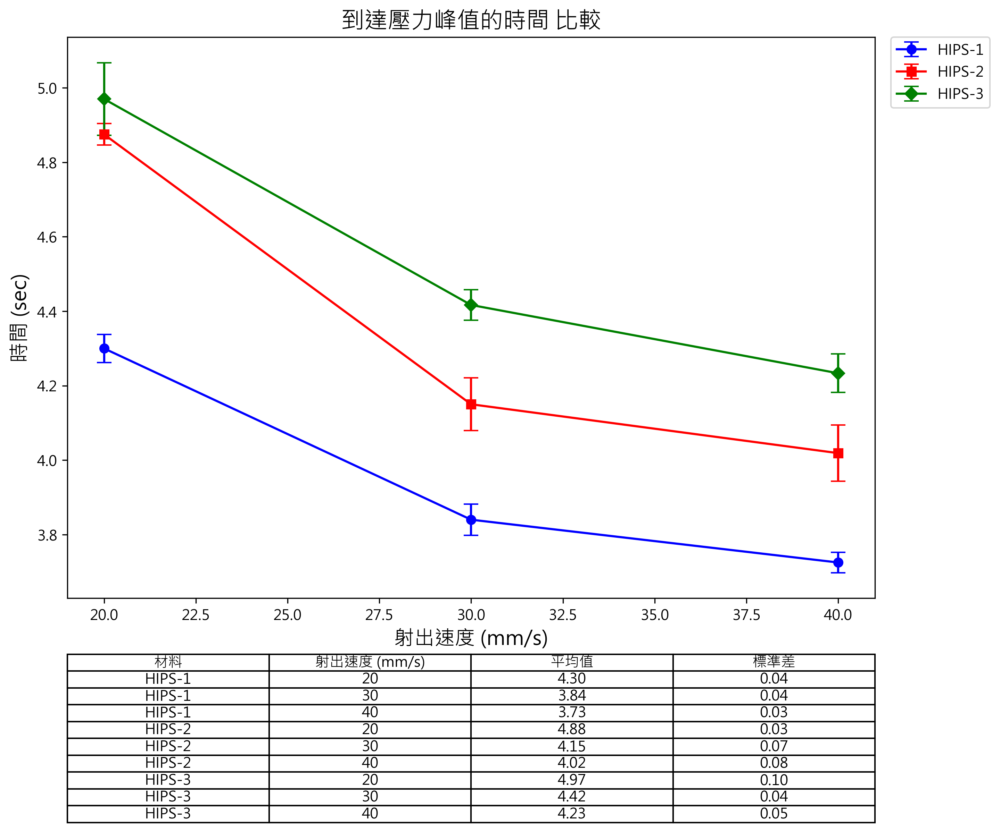 到達壓力峰值的時間 比較
HIPS-1
HIPS-2
HIPS-3
時間 (sec)
5.0
4.8
4.6
4.4
4.2
4.0
3.8
20.0 22.5 25.0 27.5 30.0 32.5 35.0 37.5 40.0
射出速度 (mm/s)
材料 射出速度 (mm/s) 平均值 標準差
HIPS-1 20 4.30 0.04
HIPS-1 30 3.84 0.04
HIPS-1 40 3.73 0.03
HIPS-2 20 4.88 0.03
HIPS-2 30 4.15 0.07
HIPS-2 40 4.02 0.08
HIPS-3 20 4.97 0.10
HIPS-3 30 4.42 0.04
HIPS-3 40 4.23 0.05